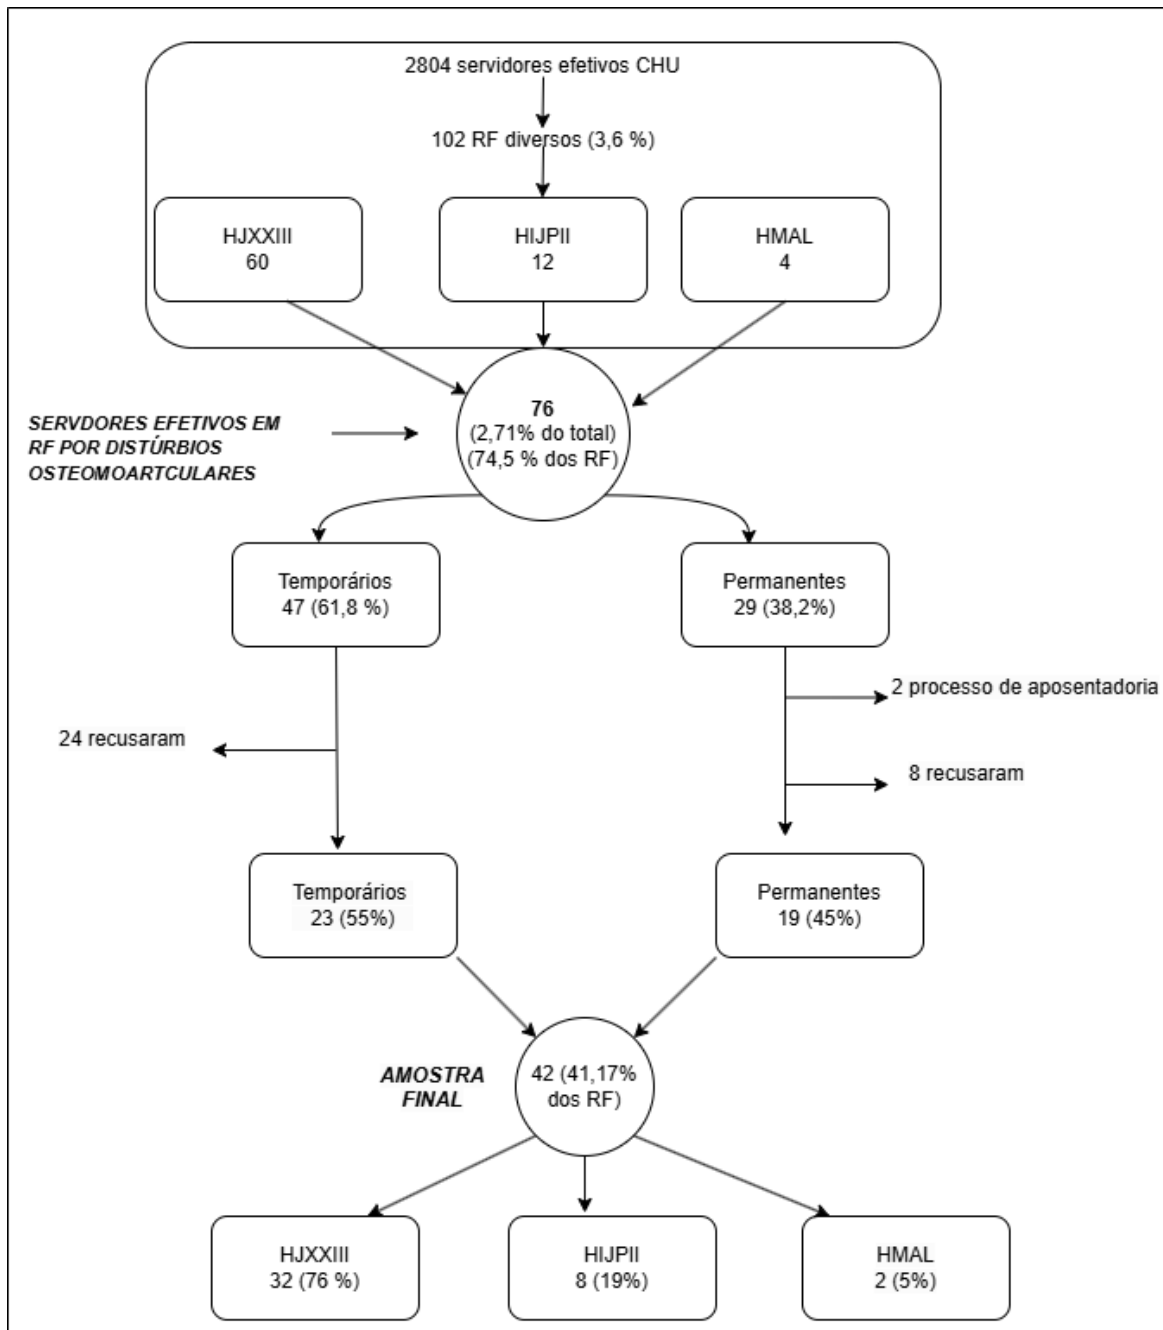 2804 servidores efetivos CHU
102 RF diversos (3,6 %)
HJXXIII
60
HIJPII
12
HMAL
4
SERVDORES EFETIVOS EM
RF POR DISTÚRBIOS
OSTEOMOARTCULARES
76
(2,71% do total)
(74,5 % dos RF)
Temporários
47 (61,8 %)
Permanentes
29 (38,2%)
2 processo de aposentadoria
24 recusaram
8 recusaram
Temporários
23 (55%)
Permanentes
19 (45%)
AMOSTRA
FINAL
42 (41,17%
dos RF)
HJXXIII
32 (76 %)
HIJPII
8 (19%)
HMAL
2 (5%)